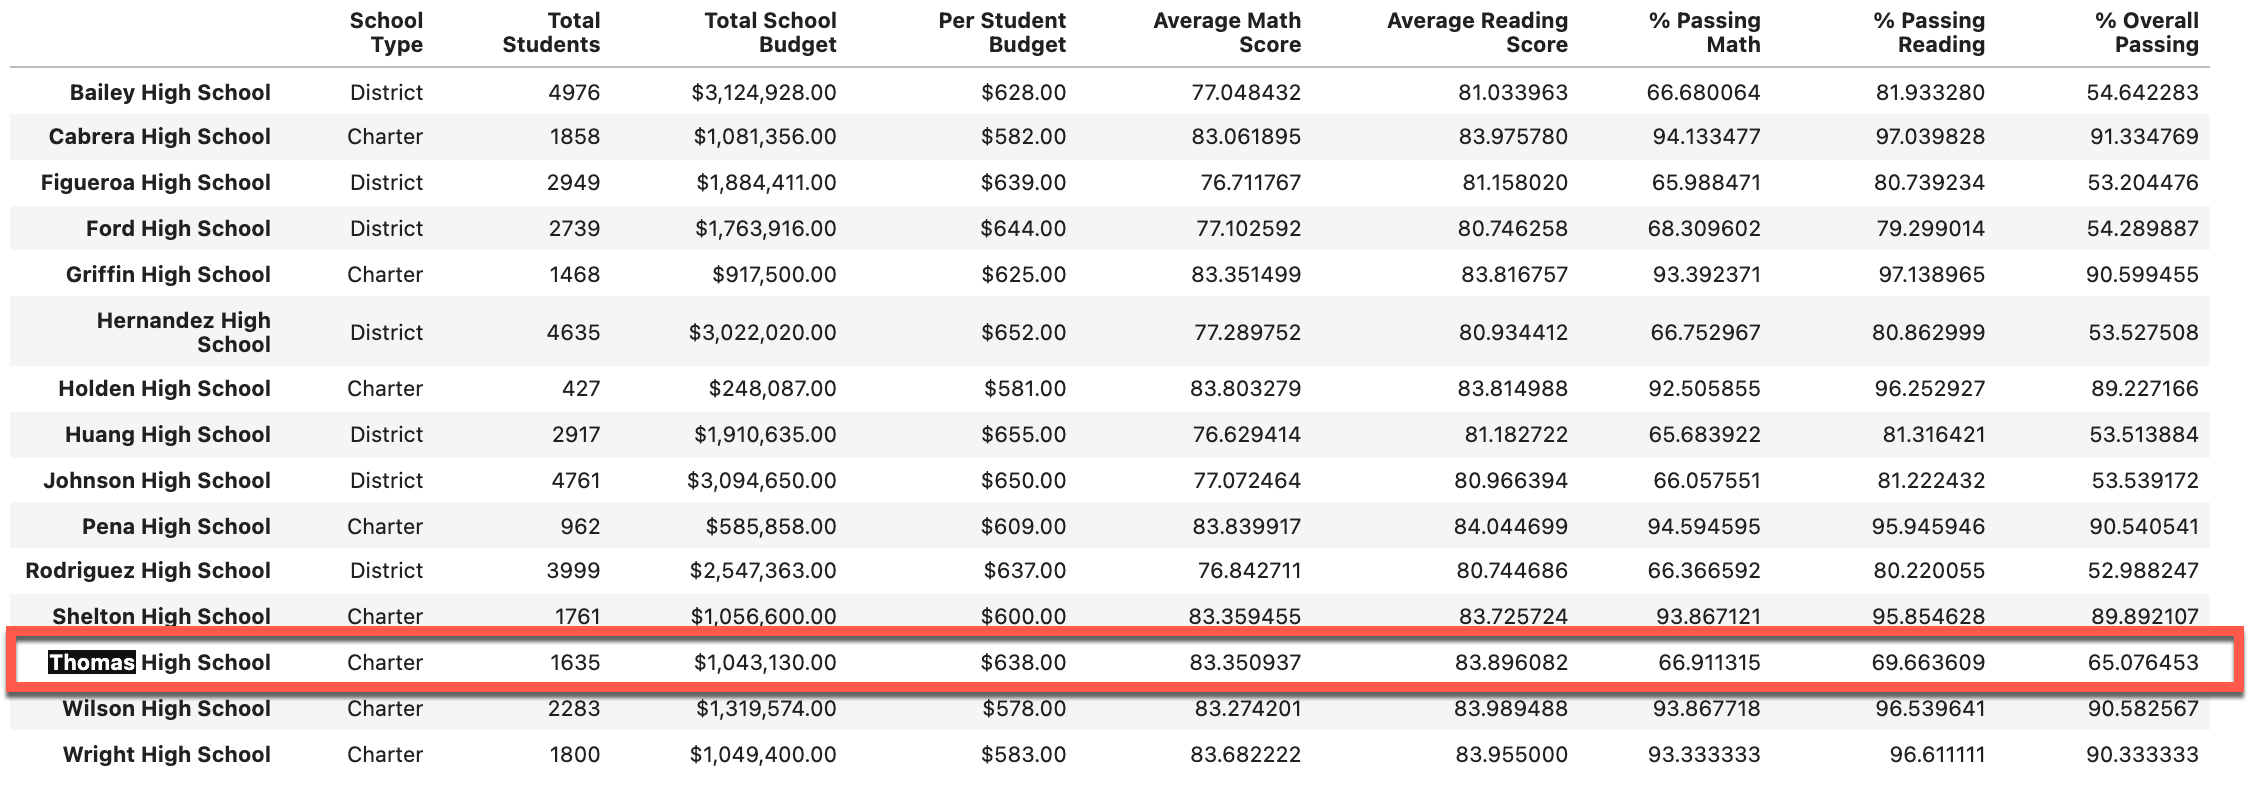 School Type Total Students Total School Budget Per Student Budget Average Math Score Average Reading Score % Passing Math % Passing Reading % Overall Passing
Bailey High School District 4976 $3,124,928.00 $628.00 77.048432 81.033963 66.680064 81.933280 54.642283
Cabrera High School Charter 1858 $1,081,356.00 $582.00 83.061895 83.975780 94.133477 97.039828 91.334769
Figueroa High School District 2949 $1,884,411.00 $639.00 76.711767 81.158020 65.988471 80.739234 53.204476
Ford High School District 2739 $1,763,916.00 $644.00 77.102592 80.746258 68.309602 79.299014 54.289887
Griffin High School Charter 1468 $917,500.00 $625.00 83.351499 83.816757 93.392371 97.138965 90.599455
Hernandez High School District 4635 $3,022,020.00 $652.00 77.289752 80.934412 66.752967 80.862999 53.527508
Holden High School Charter 427 $248,087.00 $581.00 83.803279 83.814988 92.505855 96.252927 89.227166
Huang High School District 2917 $1,910,635.00 $655.00 76.629414 81.182722 65.683922 81.316421 53.513884
Johnson High School District 4761 $3,094,650.00 $650.00 77.072464 80.966394 66.057551 81.222432 53.539172
Pena High School Charter 962 $585,858.00 $609.00 83.839917 84.044699 94.594595 95.945946 90.540541
Rodriguez High School District 3999 $2,547,363.00 $637.00 76.842711 80.744686 66.366592 80.220055 52.988247
Shelton High School Charter 1761 $1,056,600.00 $600.00 83.359455 83.725724 93.867121 95.854628 89.892107
Thomas High School Charter 1635 $1,043,130.00 $638.00 83.350937 83.896082 66.911315 69.663609 65.076453
Wilson High School Charter 2283 $1,319,574.00 $578.00 83.274201 83.989488 93.867718 96.539641 90.582567
Wright High School Charter 1800 $1,049,400.00 $583.00 83.682222 83.955000 93.333333 96.611111 90.333333